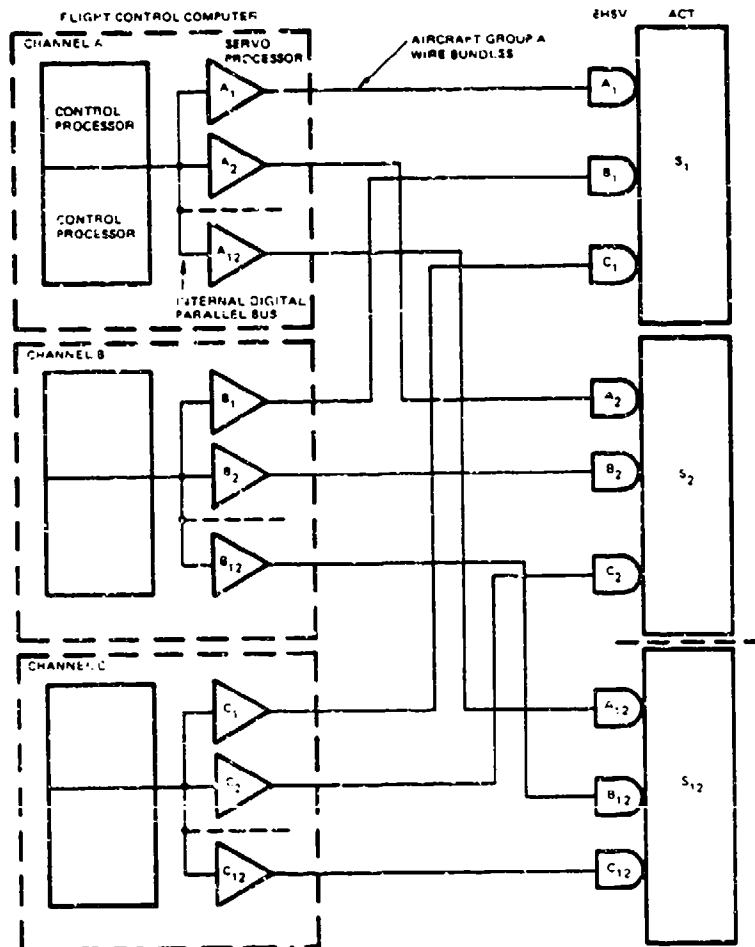 FLIGHT CONTROL COMPUTER
EHSV
ACT
CHANNEL A
SERVO
PROCESSOR
AIRCRAFT GROUP A
WIRE BUNDLES
CONTROL
PROCESSOR
CONTROL
PROCESSOR
A1
A2
A12
INTERNAL DIGITAL
PARALLEL BUS
A1
B1
C1
S1
CHANNEL B
B1
B2
B12
A2
B2
C2
S2
CHANNEL C
C1
C2
C12
A12
B12
C12
S12